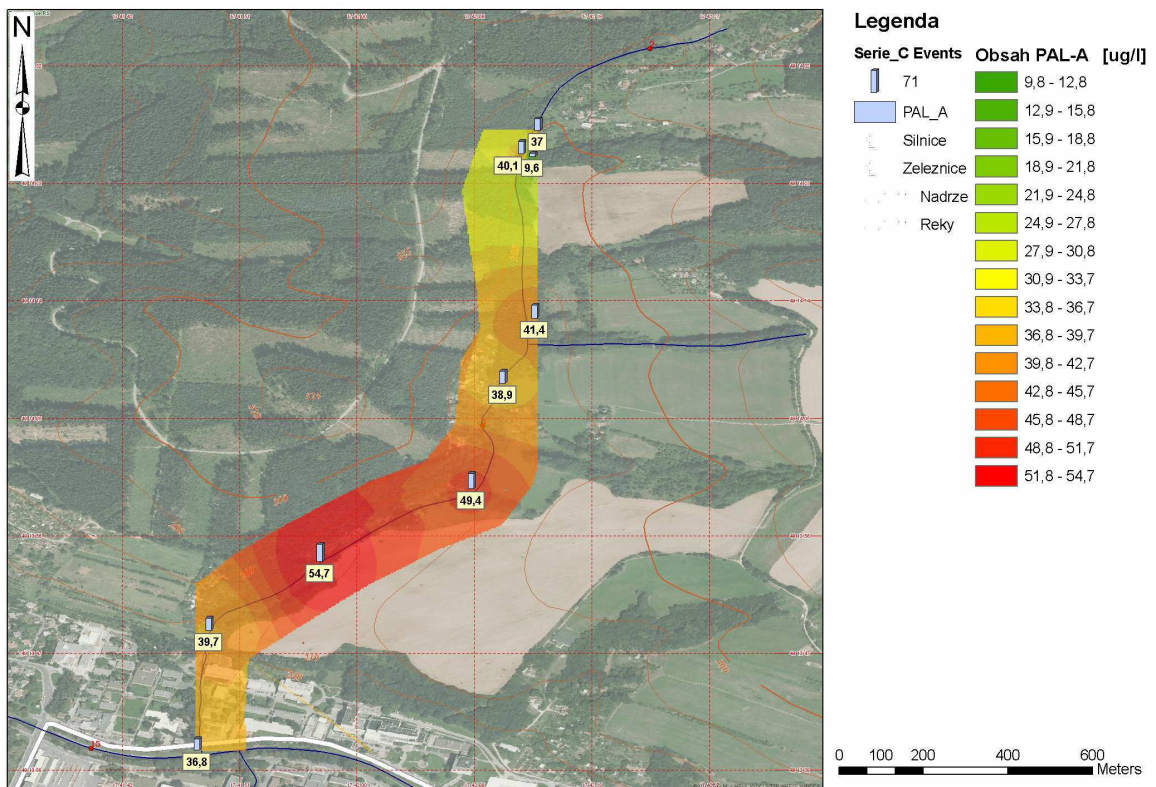 N
37
40,1
9,6
41,4
38,9
49,4
54,7
39,7
36,8
Legenda
Serie_C Events
71
PAL_A
Silnice
Zeleznice
Nadrze
Reky
Obsah PAL-A [ug/l]
9,8 - 12,8
12,9 - 15,8
15,9 - 18,8
18,9 - 21,8
21,9 - 24,8
24,9 - 27,8
27,9 - 30,8
30,9 - 33,7
33,8 - 36,7
36,8 - 39,7
39,8 - 42,7
42,8 - 45,7
45,8 - 48,7
48,8 - 51,7
51,8 - 54,7
0 100 200 400 600
Meters